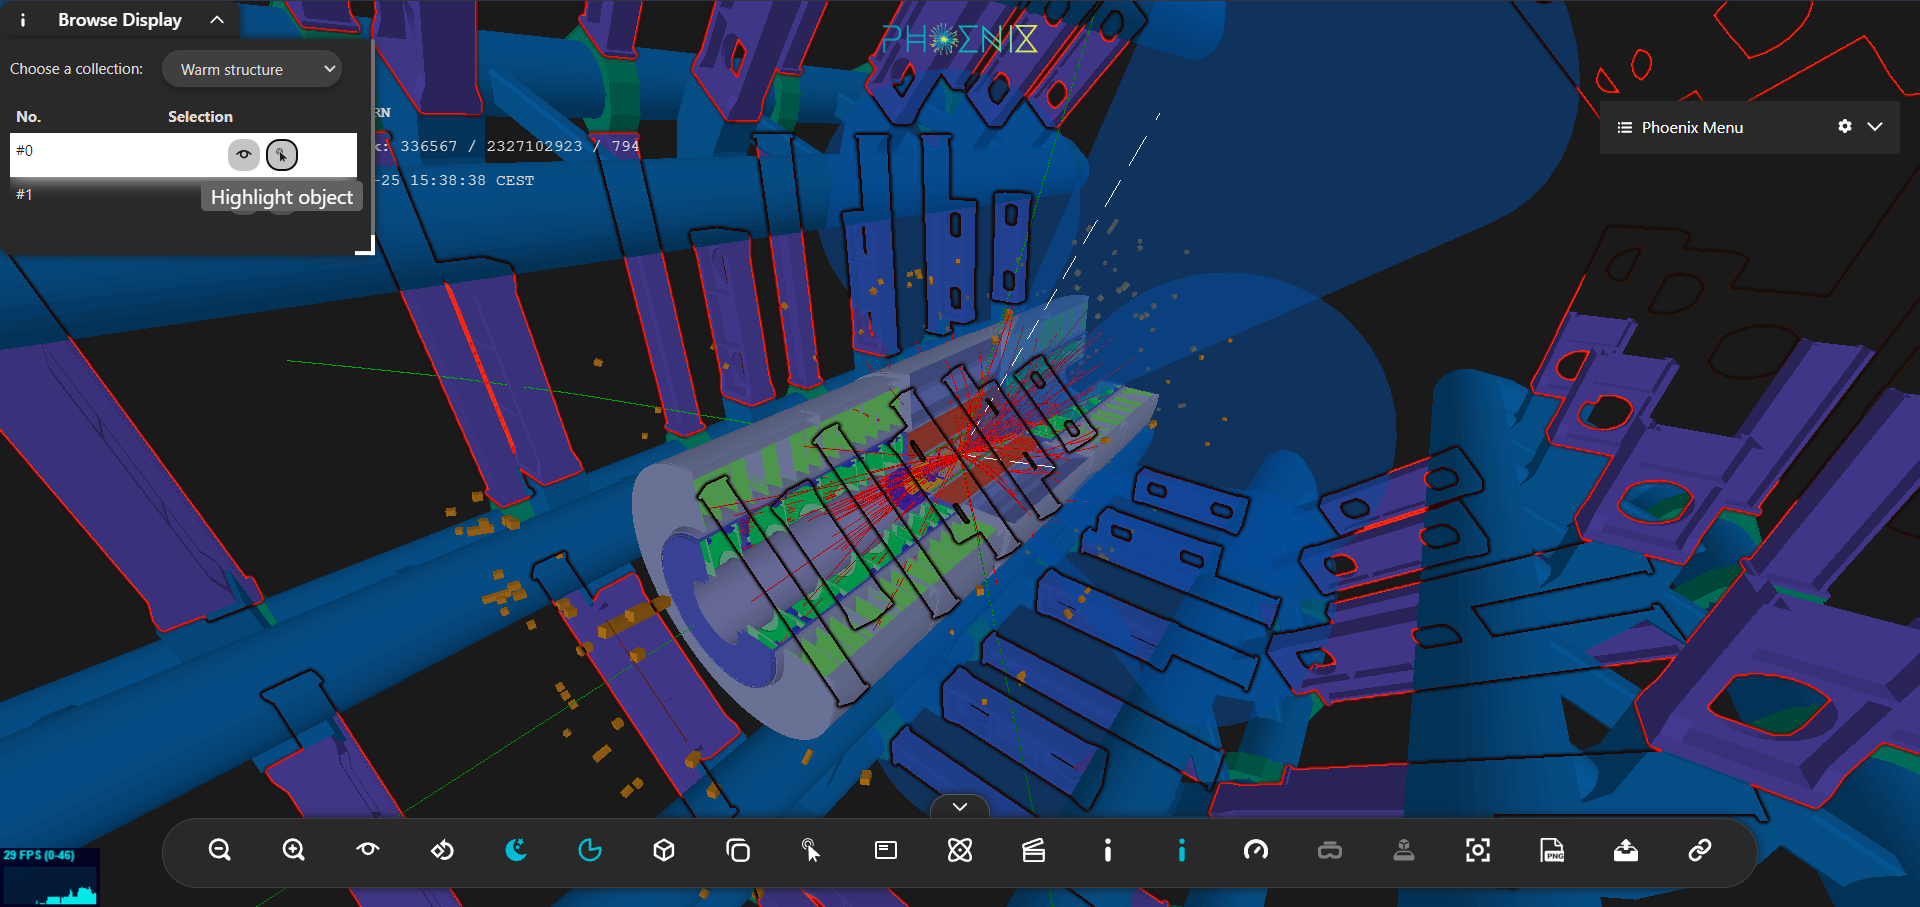 i Browse Display
PHOENIX
Choose a collection: Warm structure
No. Selection
RN
#0
: 336567 / 2327102923 / 794
-25 15:38:38 CEST
#1
Highlight object
Phoenix Menu
29 FPS (0-46)
PNG